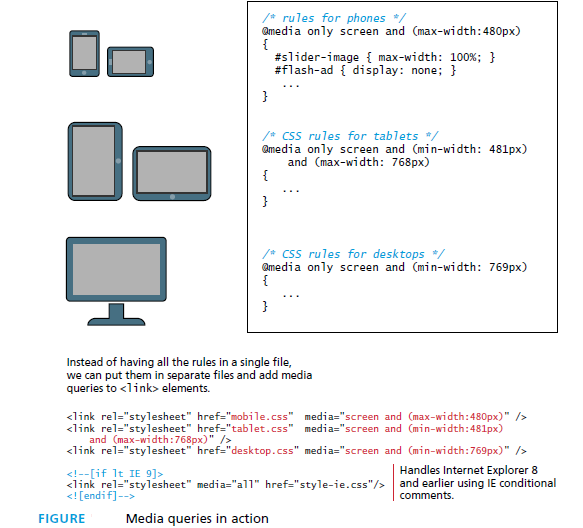 /* rules for phones */
@media only screen and (max-width:480px)
{
#slider-image { max-width: 100%; }
#flash-ad { display: none; }
...
}
/* CSS rules for tablets */
@media only screen and (min-width: 481px)
and (max-width: 768px)
{
...
}
/* CSS rules for desktops */
@media only screen and (min-width: 769px)
{
...
}
Instead of having all the rules in a single file,
we can put them in separate files and add media
queries to <link> elements.
<link rel="stylesheet" href="mobile.css" media="screen and (max-width:480px)" />
<link rel="stylesheet" href="tablet.css" media="screen and (min-width:481px)
and (max-width:768px)" />
<link rel="stylesheet" href="desktop.css" media="screen and (min-width:769px)" />
<!--[if lt IE 9]>
<link rel="stylesheet" media="all" href="style-ie.css"/>
<![endif]-->
Handles Internet Explorer 8
and earlier using IE conditional
comments.
FIGURE Media queries in action